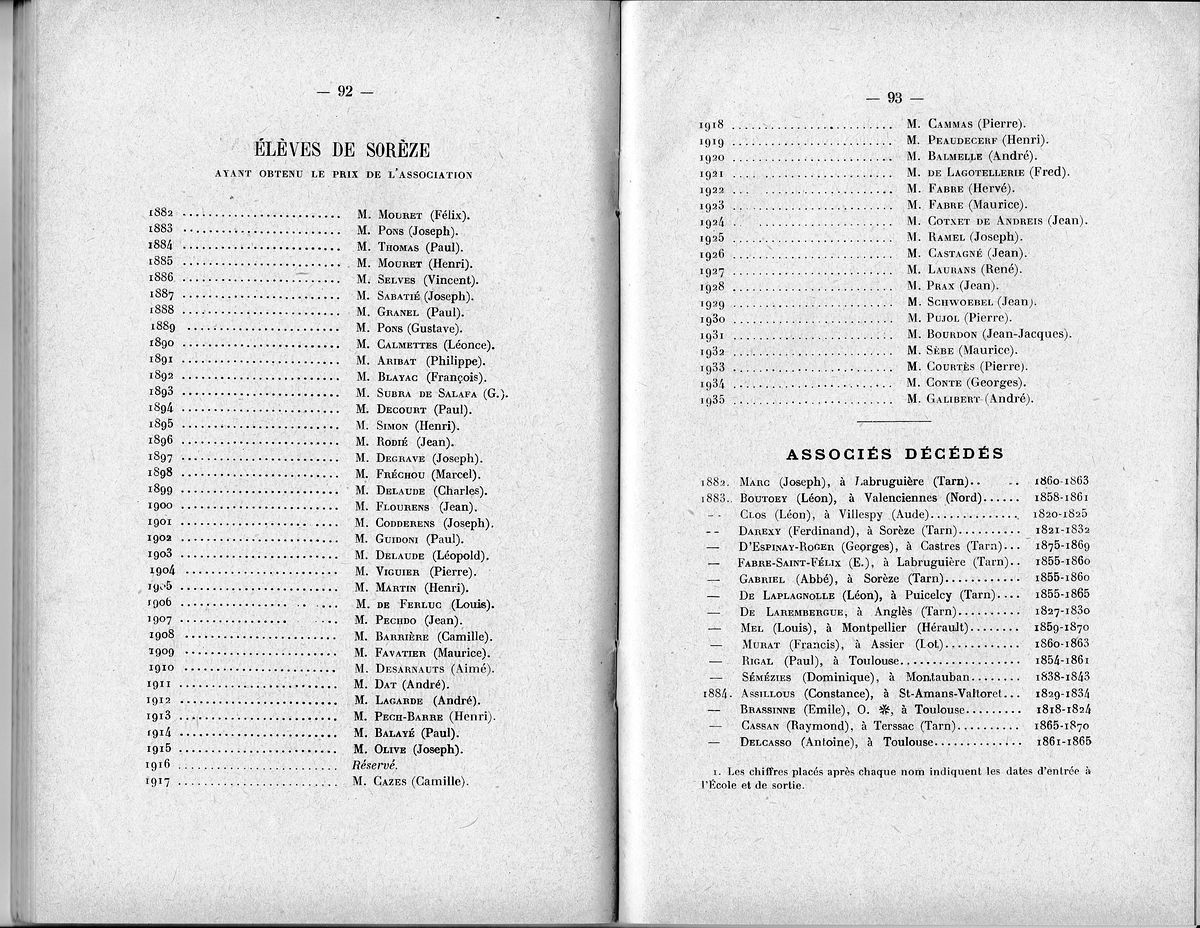 — 92 —
ÉLÈVES DE SORÈZE
AYANT OBTENU LE PRIX DE L'ASSOCIATION
1882 ........................ M. Mouret (Félix).
1883 ........................ M. Pons (Joseph).
1884 ........................ M. Thomas (Paul).
1885 ........................ M. Mouret (Henri).
1886 ........................ M. Selves (Vincent).
1887 ........................ M. Sabatié (Joseph).
1888 ........................ M. Granel (Paul).
1889 ........................ M. Pons (Gustave).
1890 ........................ M. Calmettes (Léonce).
1891 ........................ M. Aribat (Philippe).
1892 ........................ M. Blayac (François).
1893 ........................ M. Subra de Salafa (G.).
1894 ........................ M. Decourt (Paul).
1895 ........................ M. Simon (Henri).
1896 ........................ M. Rodié (Jean).
1897 ........................ M. Degrave (Joseph).
1898 ........................ M. Fréchou (Marcel).
1899 ........................ M. Delaude (Charles).
1900 ........................ M. Flourens (Jean).
1901 ........................ M. Codderens (Joseph).
1902 ........................ M. Guidoni (Paul).
1903 ........................ M. Delaude (Léopold).
1904 ........................ M. Viguier (Pierre).
1905 ........................ M. Martin (Henri).
1906 ........................ M. de Ferluc (Louis).
1907 ........................ M. Pechdo (Jean).
1908 ........................ M. Barrière (Camille).
1909 ........................ M. Favatier (Maurice).
1910 ........................ M. Desarnauts (Aimé).
1911 ........................ M. Dat (André).
1912 ........................ M. Lagarde (André).
1913 ........................ M. Pech-Barre (Henri).
1914 ........................ M. Balayé (Paul).
1915 ........................ M. Olive (Joseph).
1916 ........................ Réservé.
1917 ........................ M. Cazes (Camille).
— 93 —
1918 ........................ M. Cammas (Pierre).
1919 ........................ M. Peaudecerf (Henri).
1920 ........................ M. Balmelle (André).
1921 ........................ M. de Lagotellerie (Fred).
1922 ........................ M. Fabre (Hervé).
1923 ........................ M. Fabre (Maurice).
1924 ........................ M. Cotxet de Andreis (Jean).
1925 ........................ M. Ramel (Joseph).
1926 ........................ M. Castagné (Jean).
1927 ........................ M. Laurans (René).
1928 ........................ M. Prax (Jean).
1929 ........................ M. Schwoebel (Jean).
1930 ........................ M. Pujol (Pierre).
1931 ........................ M. Bourdon (Jean-Jacques).
1932 ........................ M. Sèbe (Maurice).
1933 ........................ M. Courtès (Pierre).
1934 ........................ M. Conte (Georges).
1935 ........................ M. Galibert (André).
ASSOCIÉS DÉCÉDÉS
1882. Marc (Joseph), à Labruguière (Tarn).. .. 1860-1863
1883. Boutoey (Léon), à Valenciennes (Nord)...... 1858-1861
-- Clos (Léon), à Villespy (Aude).............. 1820-1825
-- Darexy (Ferdinand), à Sorèze (Tarn).......... 1821-1832
— D'Espinay-Roger (Georges), à Castres (Tarn)... 1875-1869
— Fabre-Saint-Félix (E.), à Labruguière (Tarn).. 1855-1860
— Gabriel (Abbé), à Sorèze (Tarn)............ 1855-1860
— De Laplagnolle (Léon), à Puicelcy (Tarn).... 1855-1865
— De Larembergue, à Anglès (Tarn).......... 1827-1830
— Mel (Louis), à Montpellier (Hérault)........ 1859-1870
— Murat (Francis), à Assier (Lot)............ 1860-1863
— Rigal (Paul), à Toulouse.................. 1854-1861
— Sémézies (Dominique), à Montauban........ 1838-1843
1884. Assillous (Constance), à St-Amans-Valtoret... 1829-1834
— Brassinne (Emile), O. ✻, à Toulouse......... 1818-1824
— Cassan (Raymond), à Terssac (Tarn)......... 1865-1870
— Delcasso (Antoine), à Toulouse............. 1861-1865
1. Les chiffres placés après chaque nom indiquent les dates d'entrée à
l'École et de sortie.